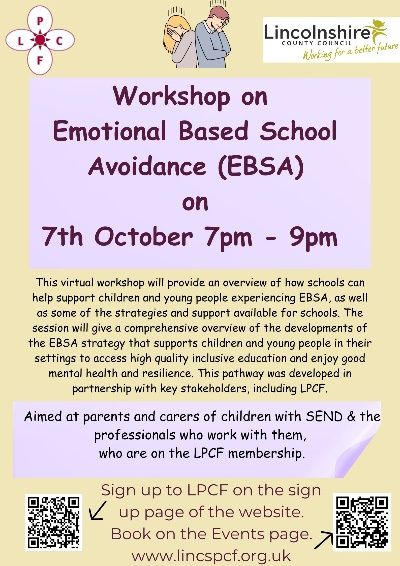 P
L C
P
F
Lincolnshire
COUNTY COUNCIL
Working for a better future
Workshop on
Emotional Based School
Avoidance (EBSA)
on
7th October 7pm - 9pm
This virtual workshop will provide an overview of how schools can
help support children and young people experiencing EBSA, as well
as some of the strategies and support available for schools. The
session will give a comprehensive overview of the developments of
the EBSA strategy that supports children and young people in their
settings to access high quality inclusive education and enjoy good
mental health and resilience. This pathway was developed in
partnership with key stakeholders, including LPCF.
Aimed at parents and carers of children with SEND & the
professionals who work with them,
who are on the LPCF membership.
Sign up to LPCF on the sign
up page of the website.
Book on the Events page.
www.lincspcf.org.uk